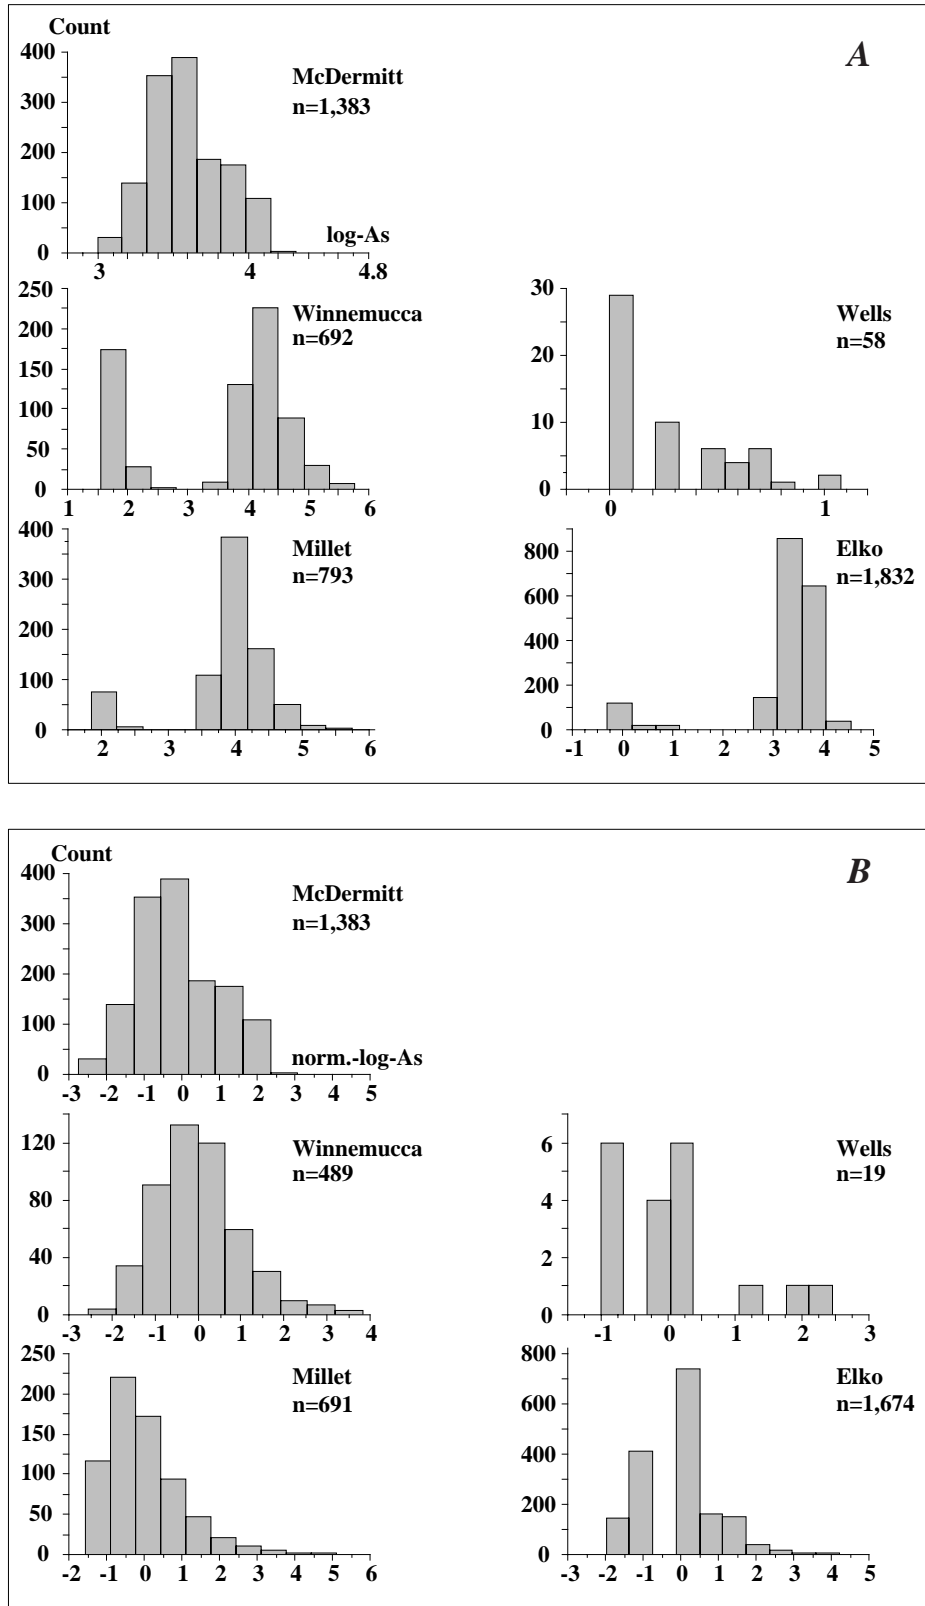 Count
A
McDermitt
n=1,383
400
300
200
100
0
log-As
3 4 4.8
Winnemucca
n=692
250
200
150
100
50
0
1 2 3 4 5 6
Wells
n=58
30
20
10
0
0 1
Millet
n=793
400
300
200
100
0
2 3 4 5 6
Elko
n=1,832
800
600
400
200
0
-1 0 1 2 3 4 5
Count
B
McDermitt
n=1,383
400
300
200
100
0
norm.-log-As
-3 -2 -1 0 1 2 3 4 5
Winnemucca
n=489
120
80
40
0
-3 -2 -1 0 1 2 3 4
Wells
n=19
6
4
2
0
-1 0 1 2 3
Millet
n=691
250
200
150
100
50
0
-2 -1 0 1 2 3 4 5 6
Elko
n=1,674
800
600
400
200
0
-3 -2 -1 0 1 2 3 4 5